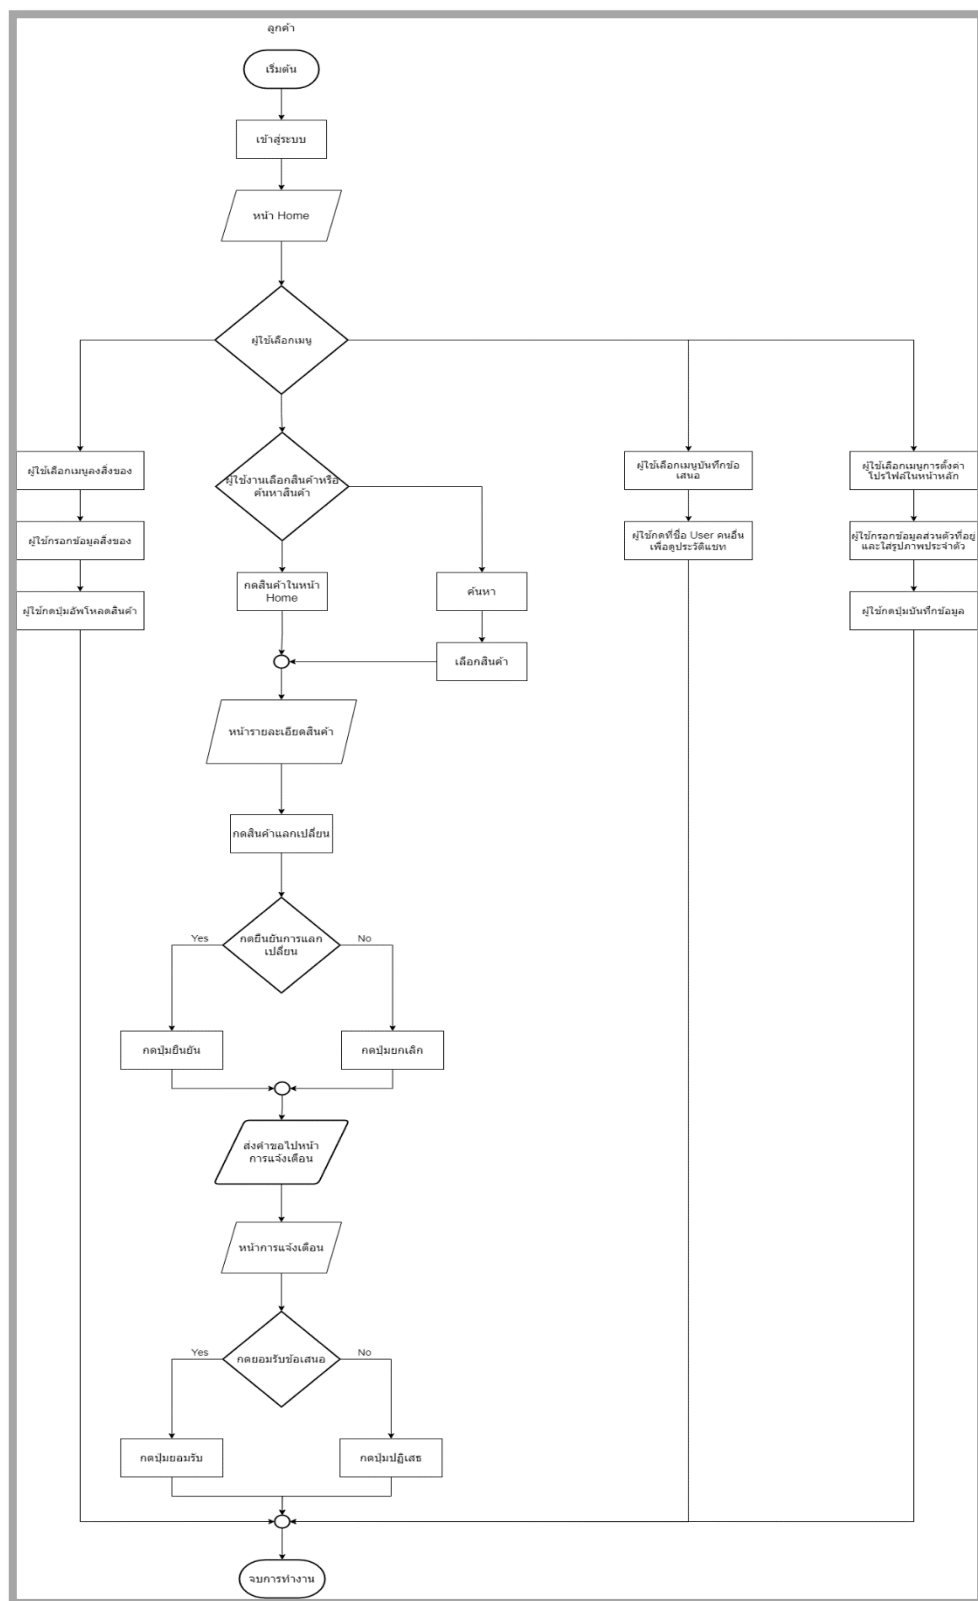 ลูกค้า
เริ่มต้น
เข้าสู่ระบบ
หน้า Home
ผู้ใช้เลือกเมนู
ผู้ใช้เลือกเมนูลงสิ่งของ
ผู้ใช้กรอกข้อมูลสิ่งของ
ผู้ใช้กดปุ่มอัพโหลดสินค้า
ผู้ใช้งานเลือกสินค้าหรือ
ค้นหาสินค้า
กดสินค้าในหน้า
Home
ค้นหา
เลือกสินค้า
ผู้ใช้เลือกเมนูบันทึกข้อ
เสนอ
ผู้ใช้กดที่ชื่อ User คนอื่น
เพื่อดูประวัติแชท
ผู้ใช้เลือกเมนูการตั้งค่า
โปรไฟล์ในหน้าหลัก
ผู้ใช้กรอกข้อมูลส่วนตัวที่อยู่
และใส่รูปภาพประจำตัว
ผู้ใช้กดปุ่มบันทึกข้อมูล
หน้ารายละเอียดสินค้า
กดสินค้าแลกเปลี่ยน
กดยืนยันการแลก
เปลี่ยน
Yes
No
กดปุ่มยืนยัน
กดปุ่มยกเลิก
ส่งคำขอไปหน้า
การแจ้งเตือน
หน้าการแจ้งเตือน
กดยอมรับข้อเสนอ
Yes
No
กดปุ่มยอมรับ
กดปุ่มปฏิเสธ
จบการทำงาน